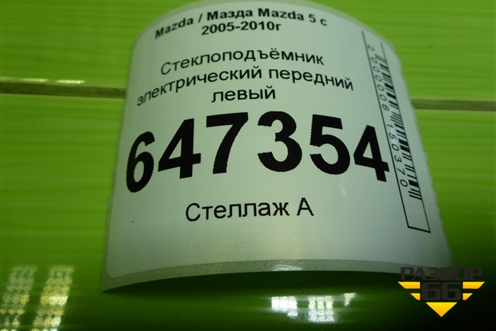 Mazda / Мазда Mazda 5 с
2005-2010г
Стеклоподъёмник
электрический передний
левый
647354
Стеллаж А
РАЗБОР
66